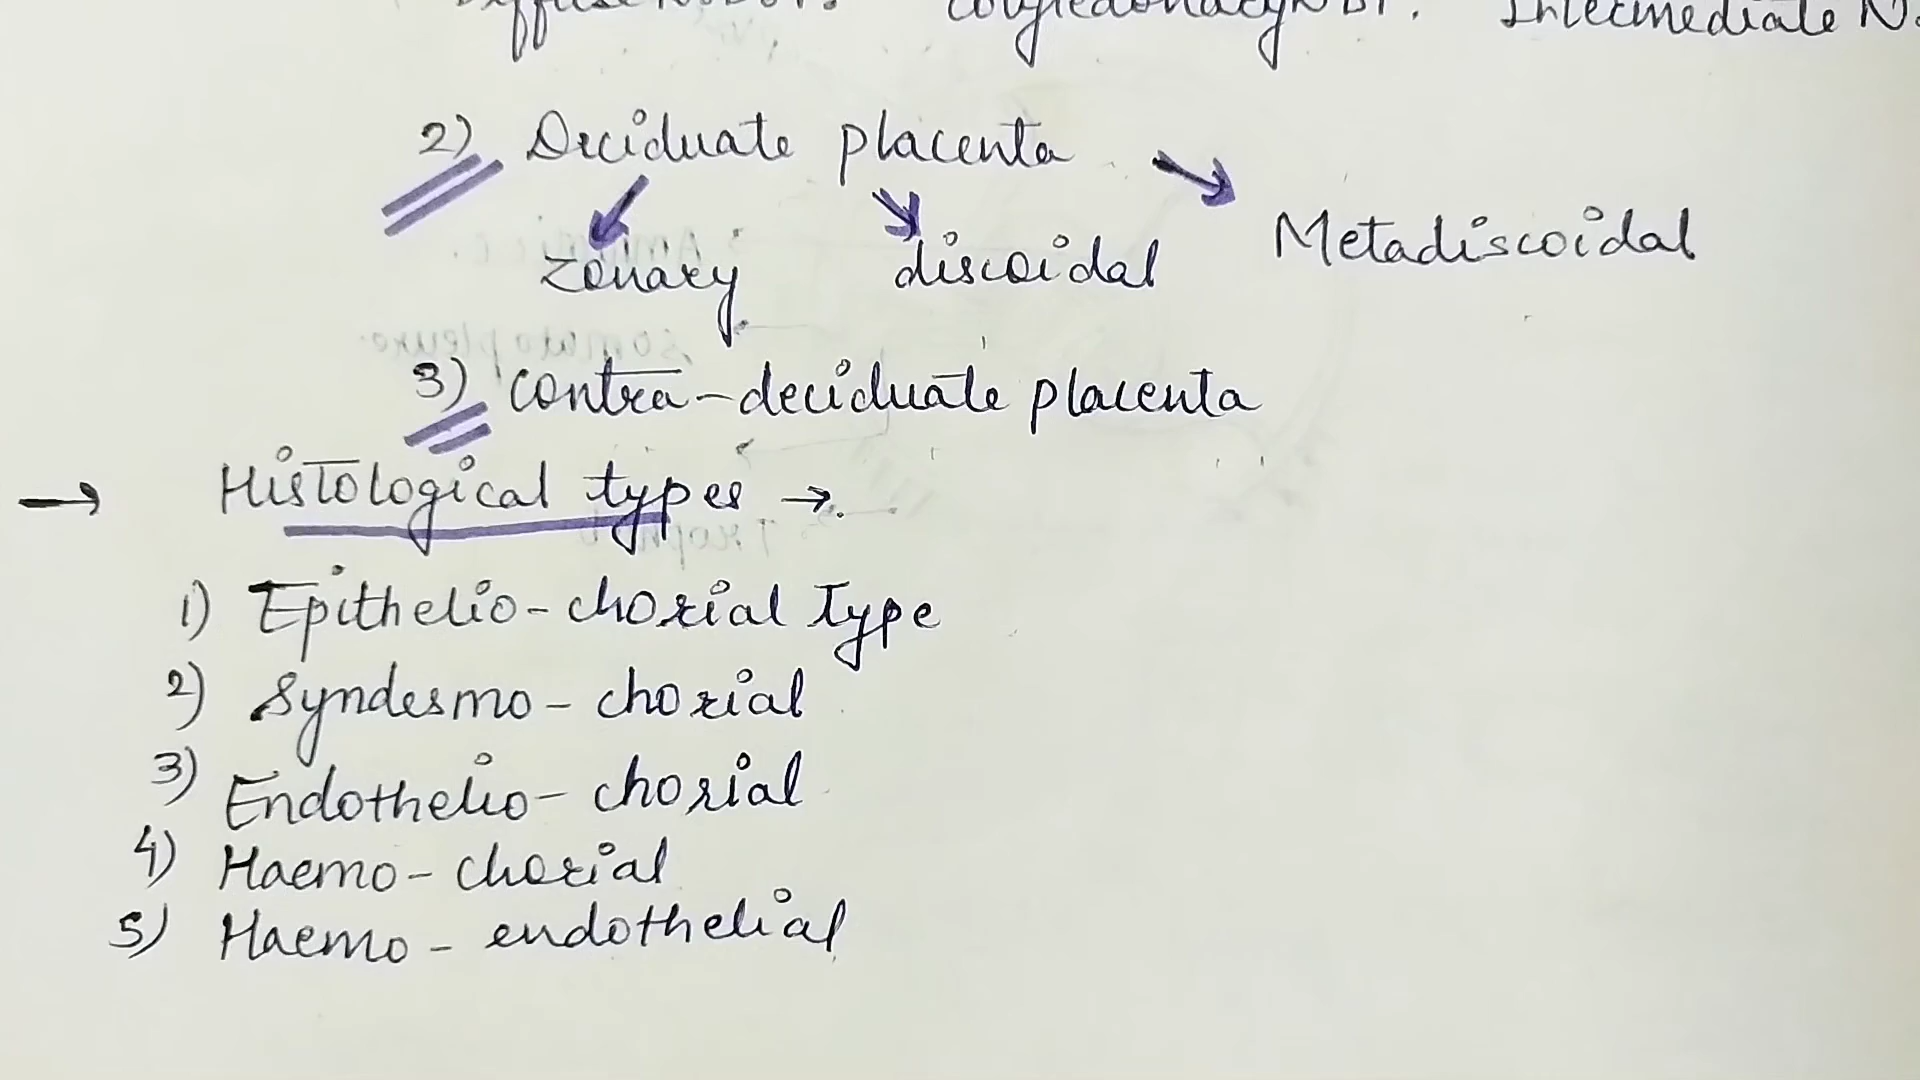 Intermediate N.
2) Deciduate placenta
zonary discoidal Metadiscoidal
3) contra-deciduate placenta
→ Histological types →.
1) Epithelio-chorial Type
2) Syndesmo-chorial
3) Endothelio-chorial
4) Haemo-chorial
5) Haemo-endothelial